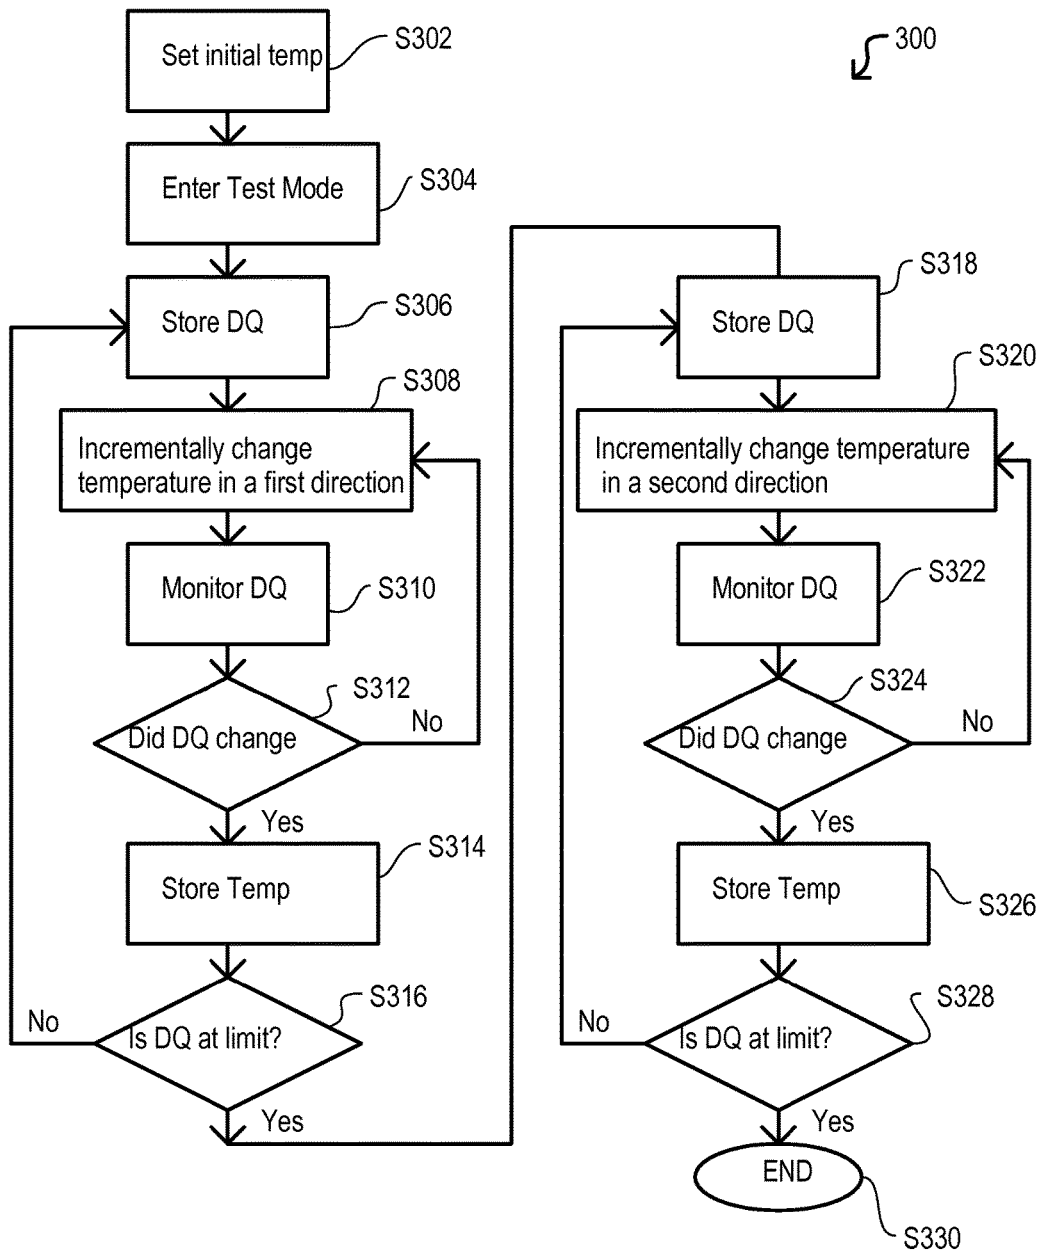 Set initial temp
S302
300
Enter Test Mode
S304
Store DQ
S306
S308
Incrementally change
temperature in a first direction
Monitor DQ
S310
S312
Did DQ change
No
Yes
S314
Store Temp
S316
Is DQ at limit?
No
Yes
S318
Store DQ
S320
Incrementally change temperature
in a second direction
Monitor DQ
S322
S324
Did DQ change
No
Yes
Store Temp
S326
S328
Is DQ at limit?
No
Yes
END
S330